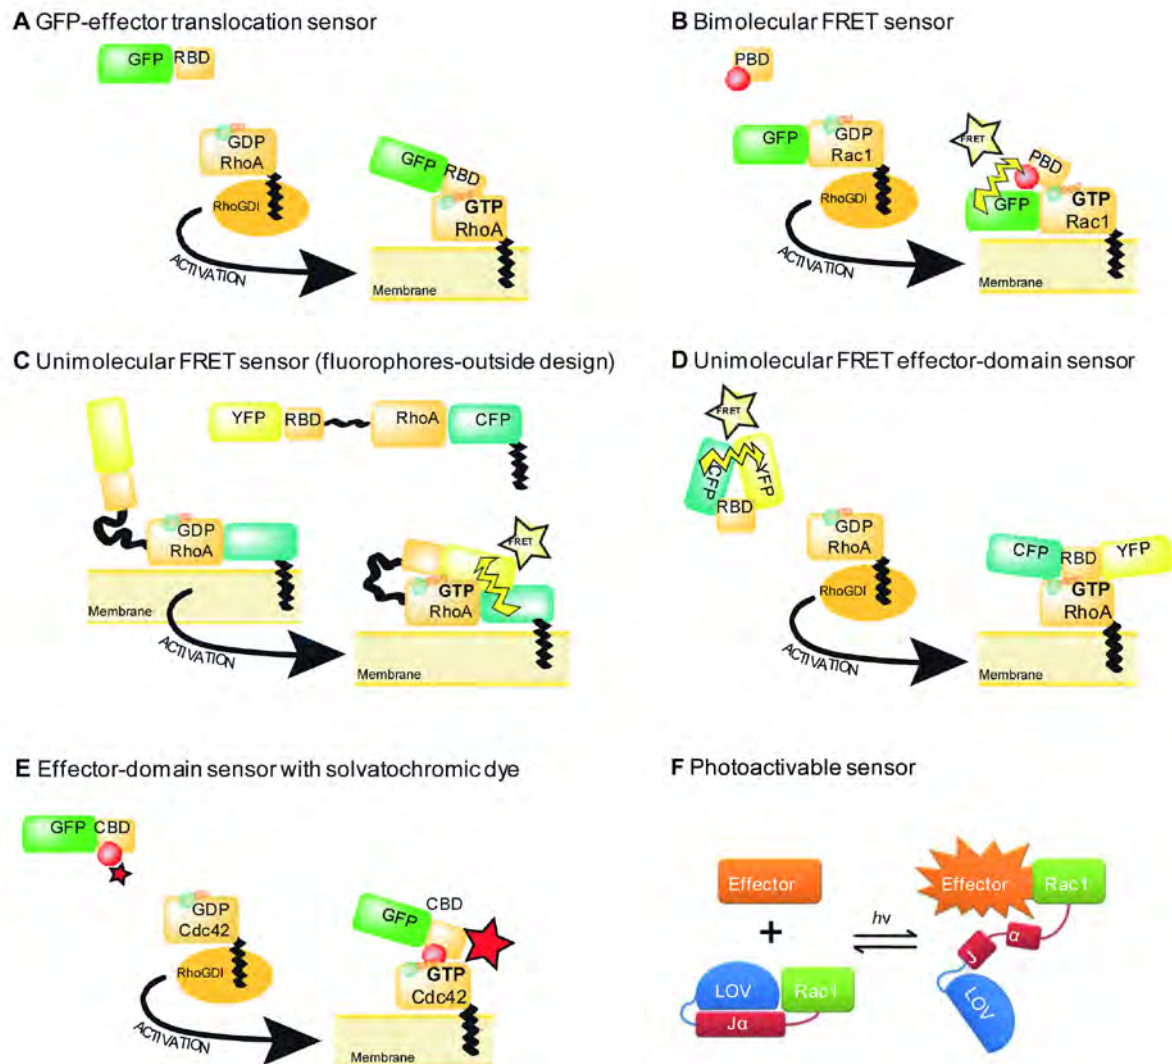 A GFP-effector translocation sensor
GFP RBD
GDP
RhoA
RhoGDI
ACTIVATION
GFP RBD
GTP
RhoA
Membrane
B Bimolecular FRET sensor
PBD
GFP
GDP
Rac1
RhoGDI
ACTIVATION
FRET
PBD
GFP
GTP
Rac1
Membrane
C Unimolecular FRET sensor (fluorophores-outside design)
YFP RBD RhoA CFP
GDP
RhoA
Membrane
ACTIVATION
FRET
GTP
RhoA
Membrane
D Unimolecular FRET effector-domain sensor
FRET
CFP YFP
RBD
GDP
RhoA
RhoGDI
ACTIVATION
CFP RBD YFP
GTP
RhoA
Membrane
E Effector-domain sensor with solvatochromic dye
GFP CBD
GDP
Cdc42
RhoGDI
ACTIVATION
CBD
GFP
GTP
Cdc42
Membrane
F Photoactivable sensor
Effector
+
LOV Rac1
Jα
hν
Effector Rac1
J α
LOV